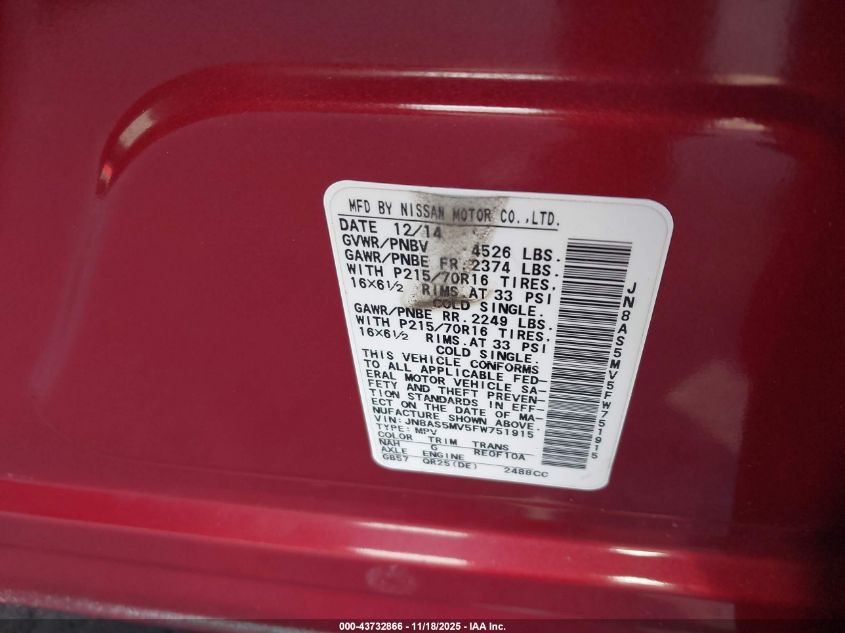 MFD BY NISSAN MOTOR CO.,LTD.
DATE 12/14
GVWR/PNBV 4526 LBS.
GAWR/PNBE FR.2374 LBS.
WITH P215/70R16 TIRES,
16×6½ RIMS.AT 33 PSI
COLD SINGLE.
GAWR/PNBE RR.2249 LBS.
WITH P215/70R16 TIRES,
16×6½ RIMS.AT 33 PSI
COLD SINGLE.
THIS VEHICLE CONFORMS
TO ALL APPLICABLE FED-
ERAL MOTOR VEHICLE SA-
FETY AND THEFT PREVEN-
TION STANDARDS IN EFF-
ECT ON THE DATE OF MA-
NUFACTURE SHOWN ABOVE.
VIN: JN8AS5MV5FW751915
TYPE: MPV
COLOR TRIM TRANS
NAH G RE0F10A
AXLE ENGINE
GB57 QR25(DE) 2488CC
JN8AS5MV5FW751915
000-43732866 - 11/18/2025 - IAA Inc.